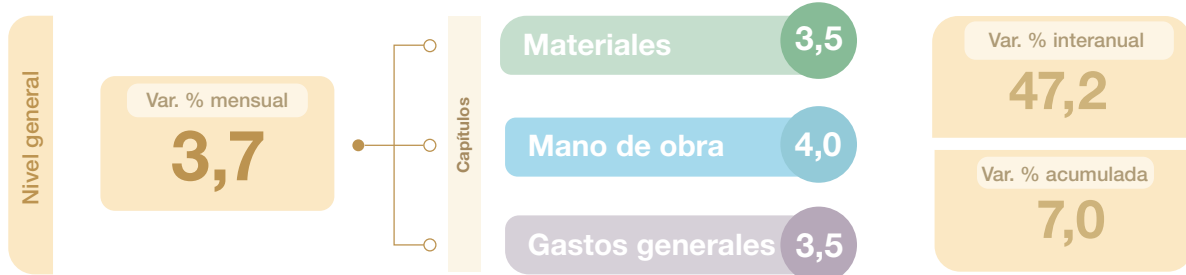 Nivel general
Var. % mensual
3,7
Capítulos
Materiales 3,5
Mano de obra 4,0
Gastos generales 3,5
Var. % interanual
47,2
Var. % acumulada
7,0